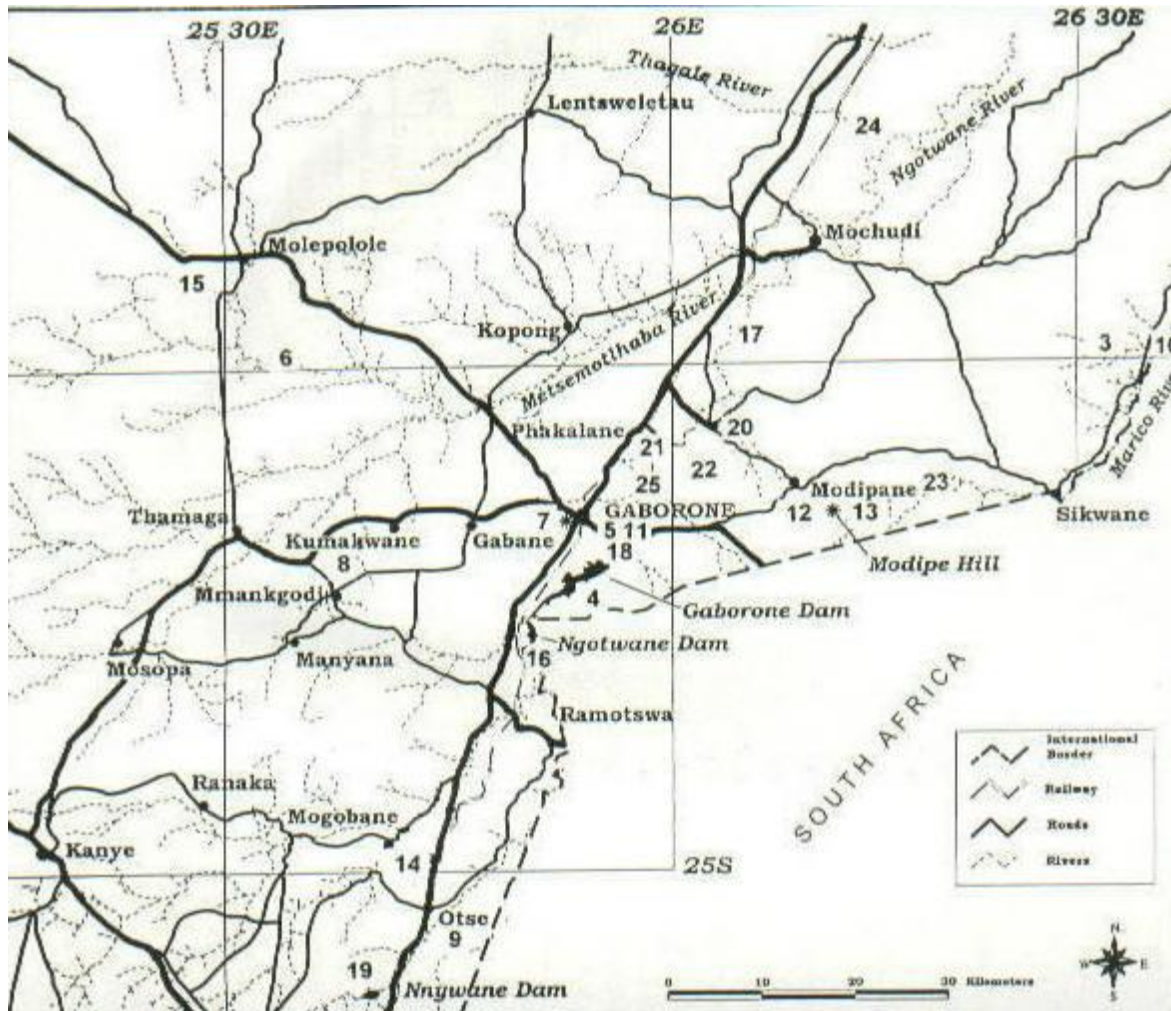 25 30E
26E
26 30E
Thagale River
Lentsweletau
24
Ngotwane River
Mochudi
Molepolole
15
Kopong
Metsemotlhaba River
17
6
3
10
Marico River
Phakalane
20
21
22
25
Modipane
23
GABORONE
12
13
Sikwane
Thamaga
7
5 11
Kumakwane
Gabane
18
8
Modipe Hill
Mmankgodi
4
Gaborone Dam
Ngotwane Dam
Mosopa
Manyana
16
SOUTH AFRICA
Ramotswa
International
Border
Railway
Roads
Rivers
Ranaka
Mogobane
Kanye
14
25S
Otse
9
19
Nnywane Dam
N
W
E
S
0
10
20
30
Kilometers